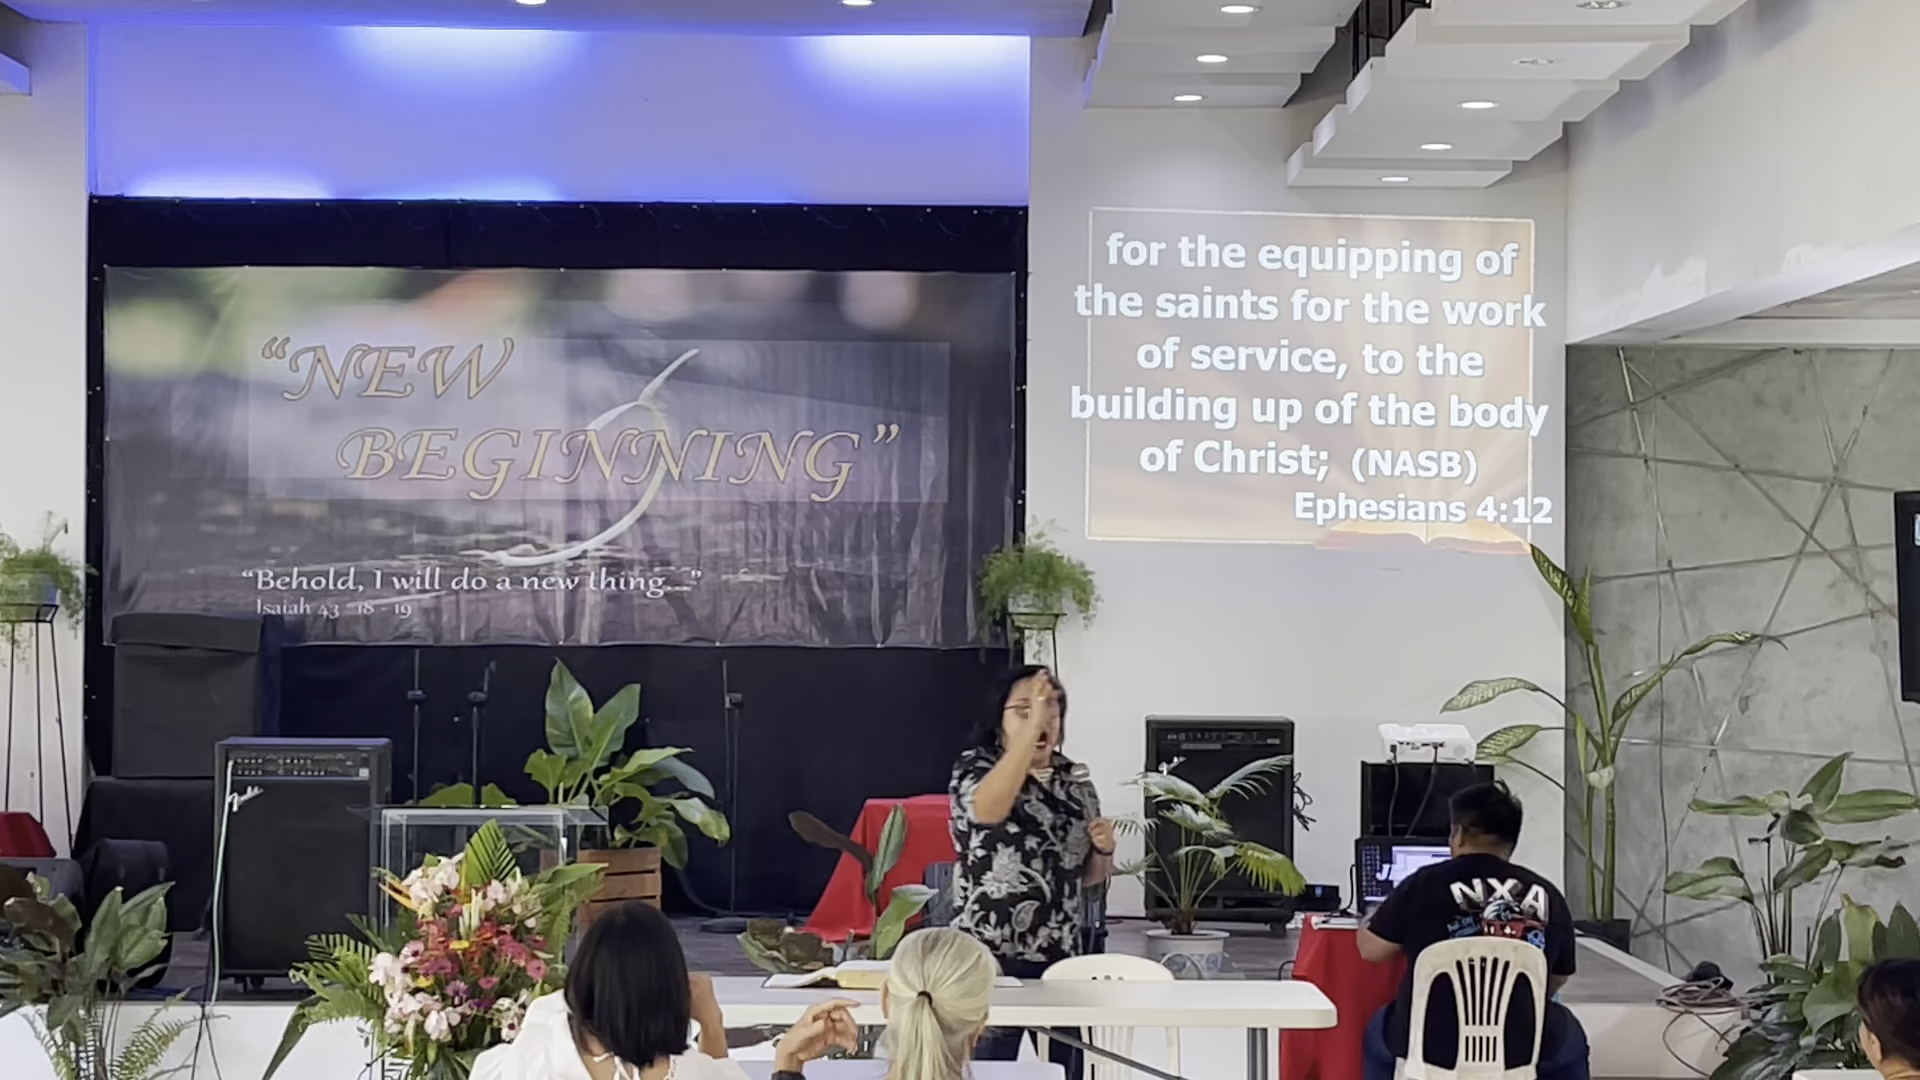 “NEW
BEGINNING”
“Behold, I will do a new thing...”
Isaiah 43 18 - 19
for the equipping of
the saints for the work
of service, to the
building up of the body
of Christ; (NASB)
Ephesians 4:12
Fender
NXA